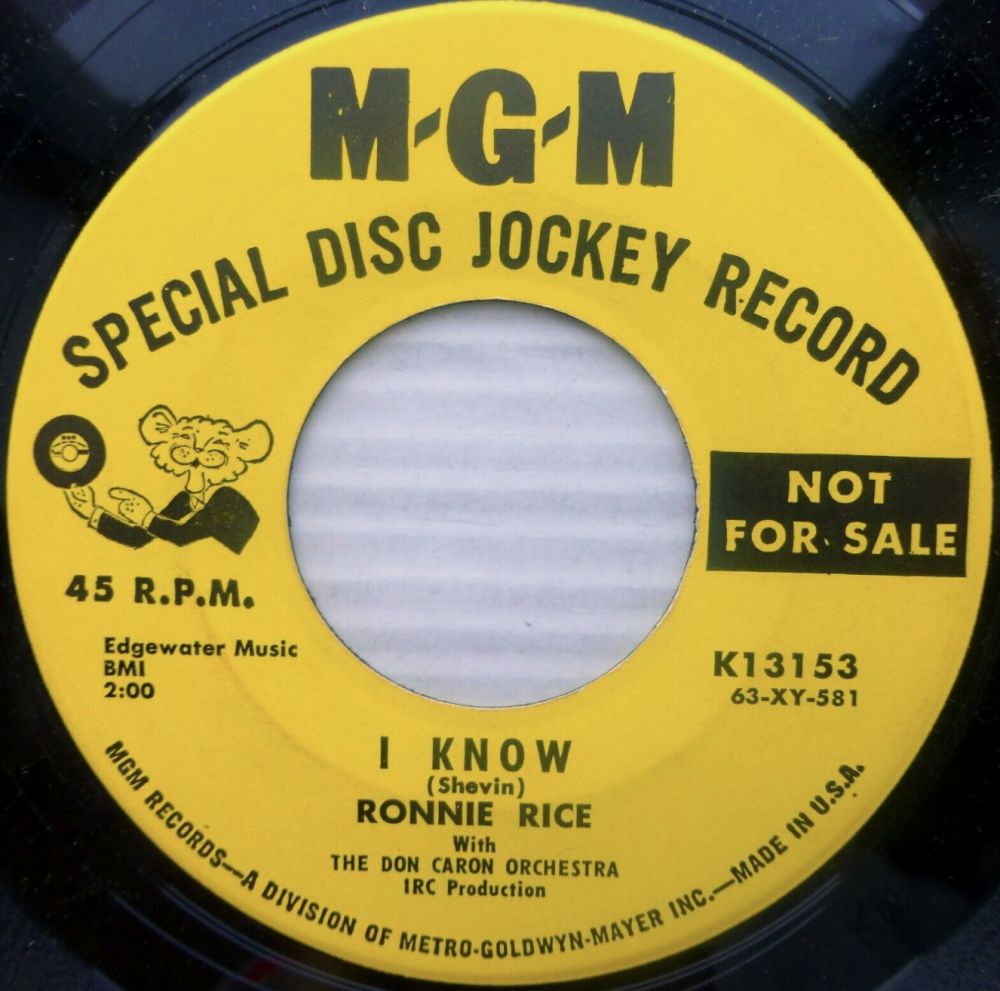 M-G-M
SPECIAL DISC JOCKEY RECORD
NOT
FOR SALE
45 R.P.M.
Edgewater Music
BMI
2:00
K13153
63-XY-581
I KNOW
(Shevin)
RONNIE RICE
With
THE DON CARON ORCHESTRA
IRC Production
MGM RECORDS—A DIVISION OF METRO-GOLDWYN-MAYER INC.—MADE IN U.S.A.